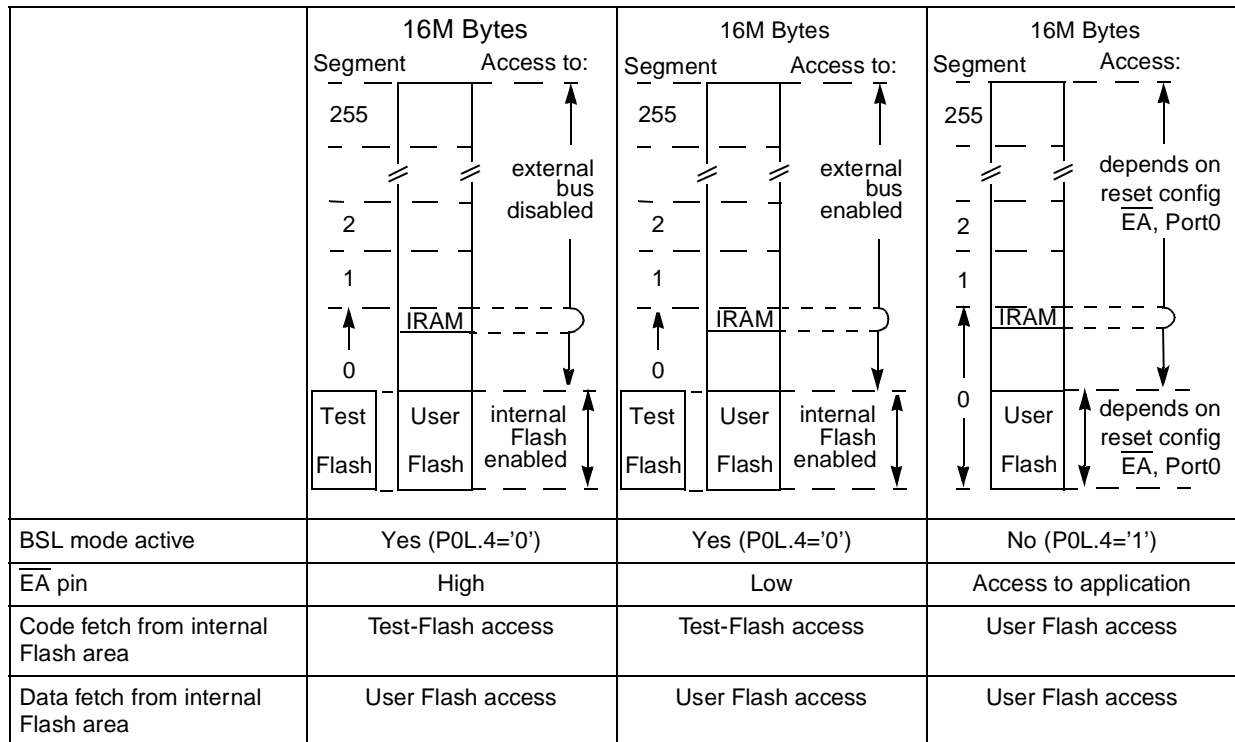 16M Bytes
Segment Access to:
255
external
bus
disabled
2
1
IRAM
0
Test
Flash
User
Flash
internal
Flash
enabled
16M Bytes
Segment Access to:
255
external
bus
enabled
2
1
IRAM
0
Test
Flash
User
Flash
internal
Flash
enabled
16M Bytes
Segment Access:
255
depends on
reset config
E̅A̅, Port0
2
1
IRAM
0
User
Flash
depends on
reset config
E̅A̅, Port0
BSL mode active Yes (P0L.4='0') Yes (P0L.4='0') No (P0L.4='1')
E̅A̅ pin High Low Access to application
Code fetch from internal
Flash area Test-Flash access Test-Flash access User Flash access
Data fetch from internal
Flash area User Flash access User Flash access User Flash access